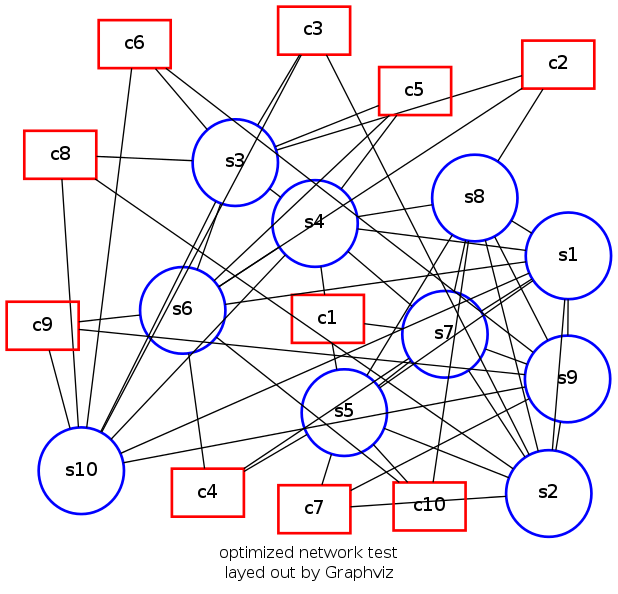 c3
c6
c2
c5
c8
s3
s8
s4
s1
s6
c1
c9
s7
s9
s5
s10
c4
s2
c10
c7
optimized network test
layed out by Graphviz